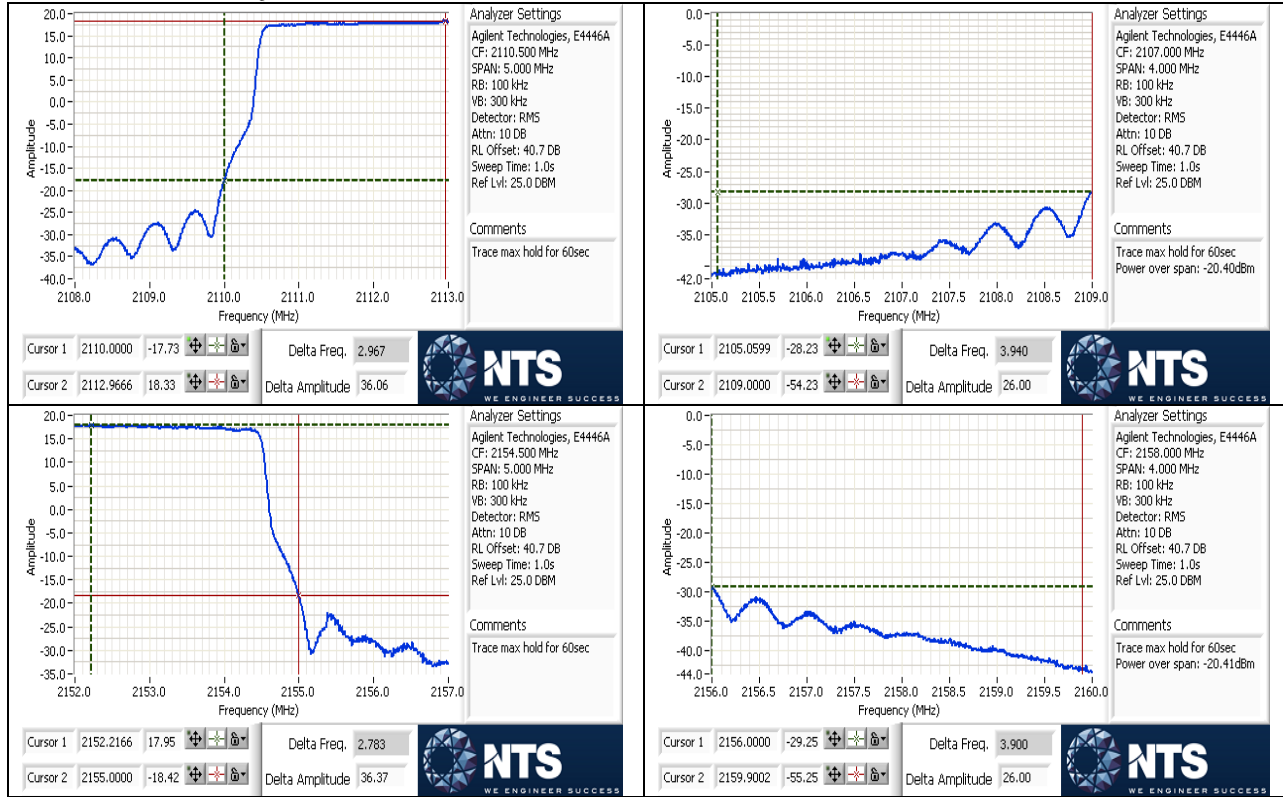 20.0
15.0
10.0
5.0
0.0
-5.0
-10.0
-15.0
-20.0
-25.0
-30.0
-35.0
-40.0
Amplitude
2108.0 2109.0 2110.0 2111.0 2112.0 2113.0
Frequency (MHz)
Analyzer Settings
Agilent Technologies, E4446A
CF: 2110.500 MHz
SPAN: 5.000 MHz
RB: 100 kHz
VB: 300 kHz
Detector: RMS
Attn: 10 DB
RL Offset: 40.7 DB
Sweep Time: 1.0s
Ref Lvl: 25.0 DBM
Comments
Trace max hold for 60sec
Cursor 1 2110.0000 -17.73
Cursor 2 2112.9666 18.33
Delta Freq. 2.967
Delta Amplitude 36.06
NTS
WE ENGINEER SUCCESS
0.0
-5.0
-10.0
-15.0
-20.0
-25.0
-30.0
-35.0
-42.0
Amplitude
2105.0 2105.5 2106.0 2106.5 2107.0 2107.5 2108.0 2108.5 2109.0
Frequency (MHz)
Analyzer Settings
Agilent Technologies, E4446A
CF: 2107.000 MHz
SPAN: 4.000 MHz
RB: 100 kHz
VB: 300 kHz
Detector: RMS
Attn: 10 DB
RL Offset: 40.7 DB
Sweep Time: 1.0s
Ref Lvl: 25.0 DBM
Comments
Trace max hold for 60sec
Power over span: -20.40dBm
Cursor 1 2105.0599 -28.23
Cursor 2 2109.0000 -54.23
Delta Freq. 3.940
Delta Amplitude 26.00
NTS
WE ENGINEER SUCCESS
20.0
15.0
10.0
5.0
0.0
-5.0
-10.0
-15.0
-20.0
-25.0
-30.0
-35.0
Amplitude
2152.0 2153.0 2154.0 2155.0 2156.0 2157.0
Frequency (MHz)
Analyzer Settings
Agilent Technologies, E4446A
CF: 2154.500 MHz
SPAN: 5.000 MHz
RB: 100 kHz
VB: 300 kHz
Detector: RMS
Attn: 10 DB
RL Offset: 40.7 DB
Sweep Time: 1.0s
Ref Lvl: 25.0 DBM
Comments
Trace max hold for 60sec
Cursor 1 2152.2166 17.95
Cursor 2 2155.0000 -18.42
Delta Freq. 2.783
Delta Amplitude 36.37
NTS
WE ENGINEER SUCCESS
0.0
-5.0
-10.0
-15.0
-20.0
-25.0
-30.0
-35.0
-40.0
-44.0
Amplitude
2156.0 2156.5 2157.0 2157.5 2158.0 2158.5 2159.0 2159.5 2160.0
Frequency (MHz)
Analyzer Settings
Agilent Technologies, E4446A
CF: 2158.000 MHz
SPAN: 4.000 MHz
RB: 100 kHz
VB: 300 kHz
Detector: RMS
Attn: 10 DB
RL Offset: 40.7 DB
Sweep Time: 1.0s
Ref Lvl: 25.0 DBM
Comments
Trace max hold for 60sec
Power over span: -20.41dBm
Cursor 1 2156.0000 -29.25
Cursor 2 2159.9002 -55.25
Delta Freq. 3.900
Delta Amplitude 26.00
NTS
WE ENGINEER SUCCESS